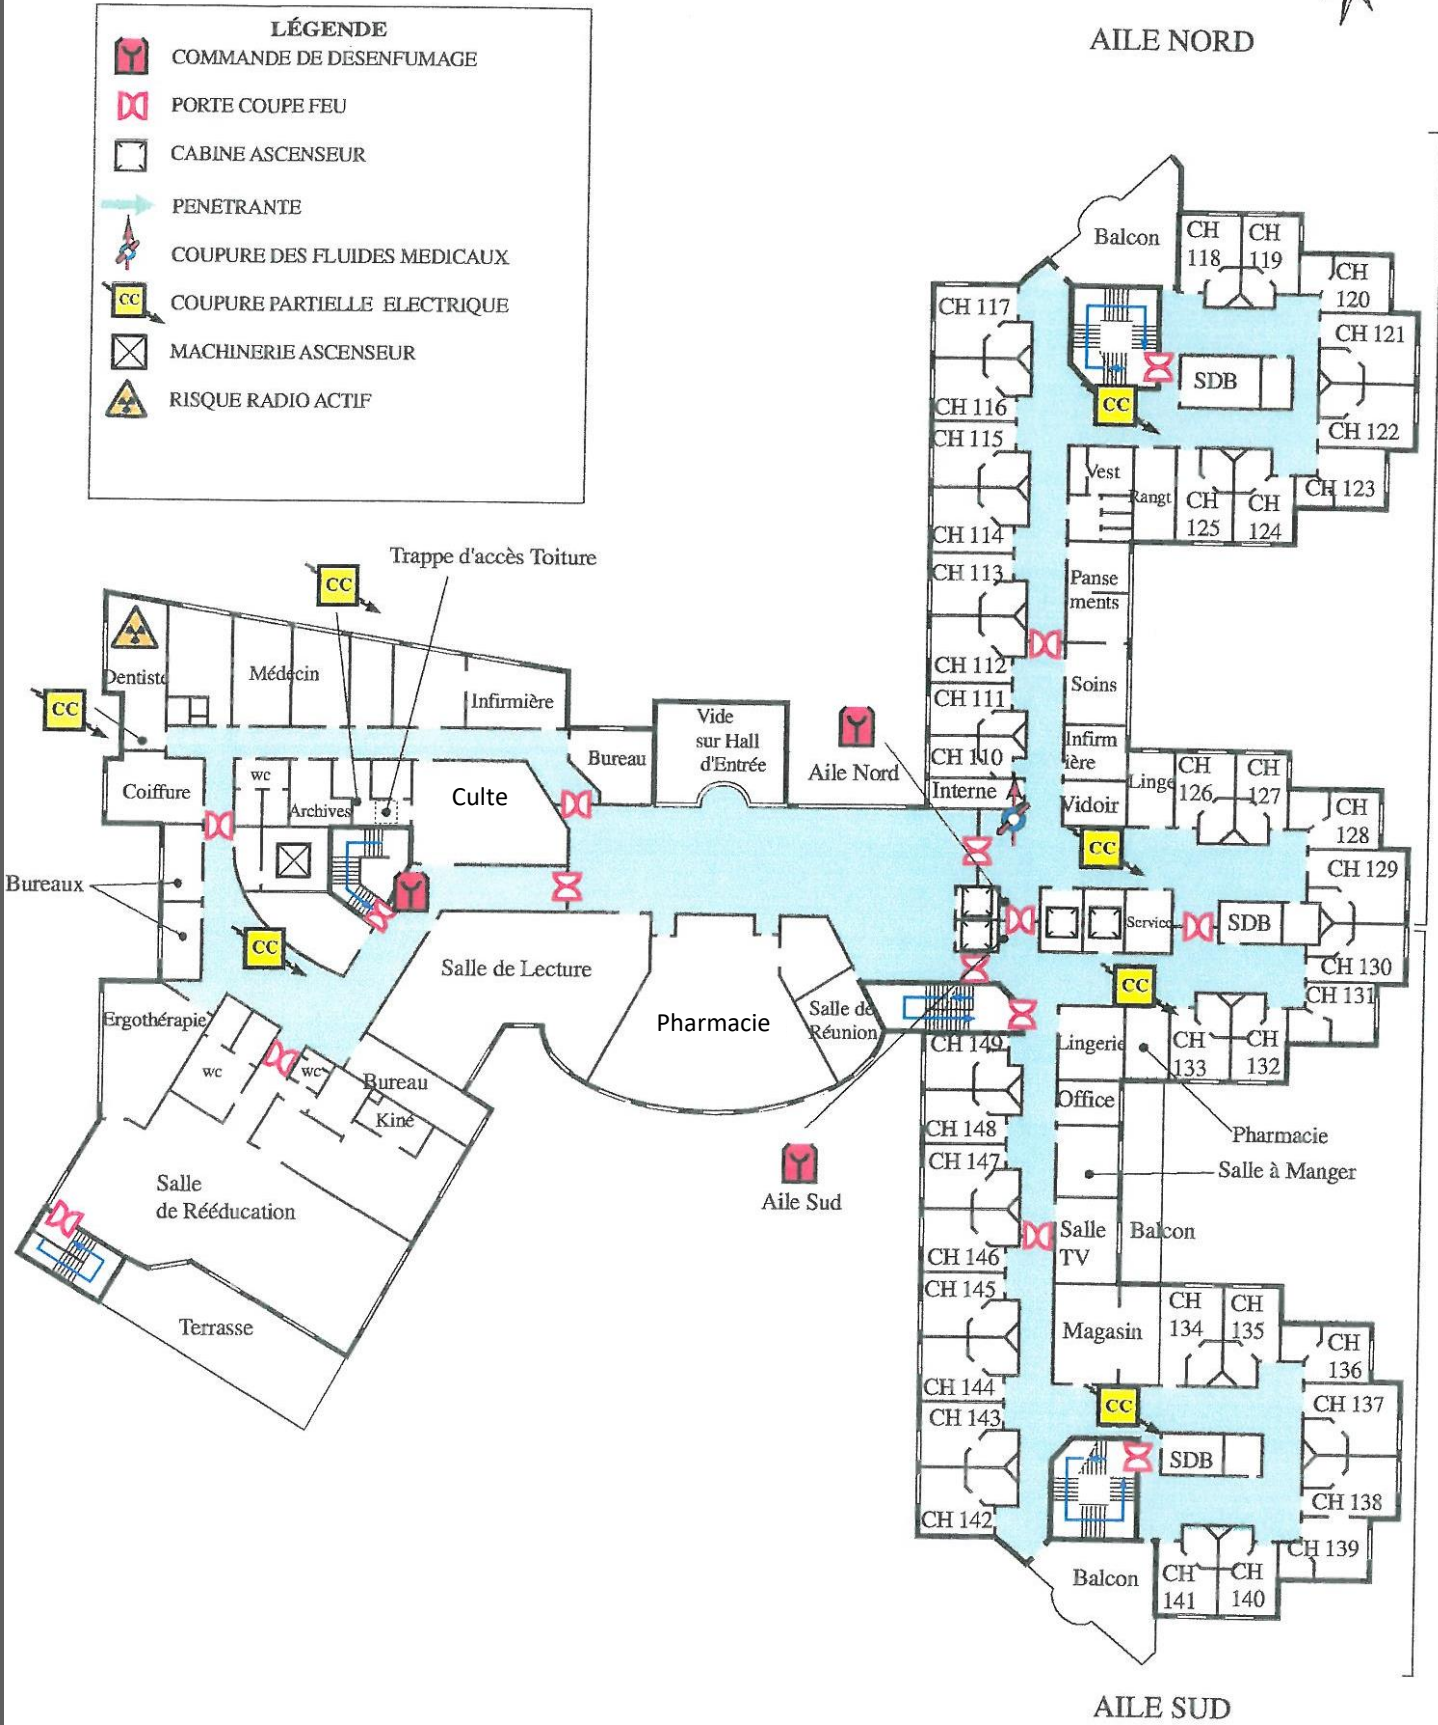 LÉGENDE
COMMANDE DE DESENFUMAGE
PORTE COUPE FEU
CABINE ASCENSEUR
PENETRANTE
COUPURE DES FLUIDES MEDICAUX
CC
COUPURE PARTIELLE ELECTRIQUE
MACHINERIE ASCENSEUR
RISQUE RADIO ACTIF
AILE NORD
Balcon
CH
118
CH
119
CH
120
CH 117
CH 121
SDB
CC
CH 116
CH 122
CH 115
Vest
Rangt
CH
125
CH
124
CH 123
CH 114
CH 113
Panse
ments
CH 112
Soins
CH 111
Infirm
ière
CH 110
Interne
Vidoir
Linge
CH
126
CH
127
CH
128
CC
CH 129
Service
SDB
CH 130
CH 131
CC
Trappe d'accès Toiture
CC
Dentiste
Médecin
Infirmière
CC
Bureau
Vide
sur Hall
d'Entrée
Aile Nord
Coiffure
wc
Archives
Culte
Bureaux
CC
Salle de Lecture
Pharmacie
Salle de
Réunion
Ergothérapie
wc
wc
Bureau
Kiné
Salle
de Rééducation
Terrasse
Aile Sud
CH 149
Lingerie
CH
133
CH
132
Office
CH 148
Pharmacie
CH 147
Salle à Manger
Salle
TV
Balcon
CH 146
CH 145
CH
134
CH
135
Magasin
CH
136
CH 144
CC
CH 137
CH 143
SDB
CH 138
CH 142
CH 139
Balcon
CH
141
CH
140
AILE SUD